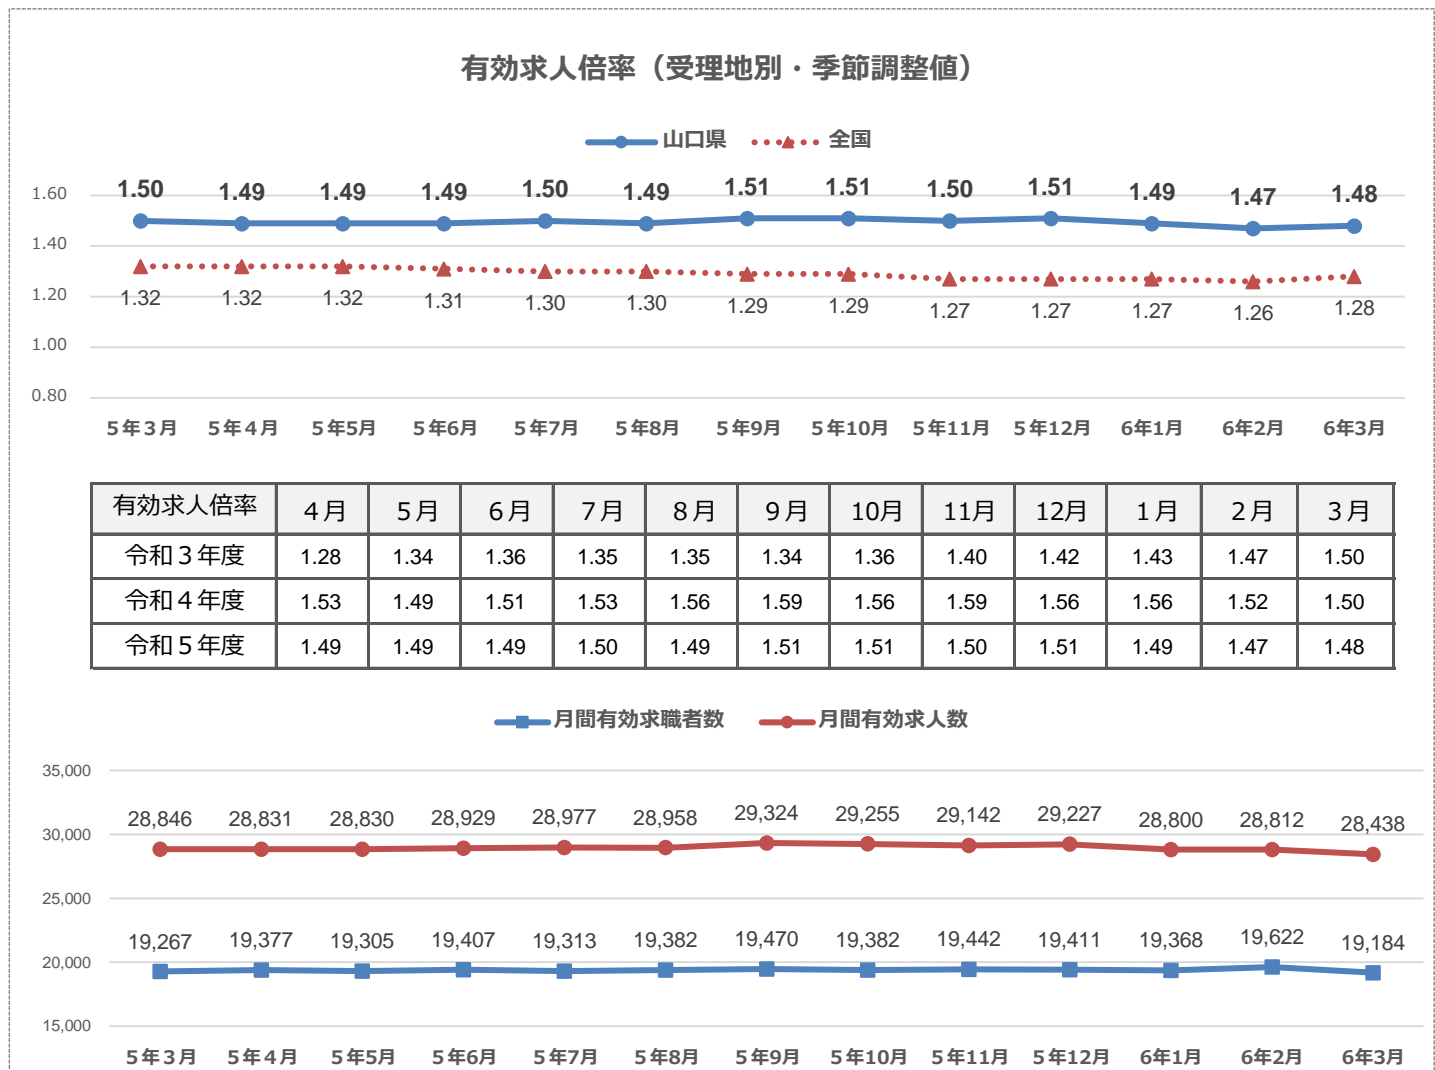 有効求人倍率（受理地別・季節調整値）
山口県 全国
1.60
1.40
1.20
1.00
0.80
1.50 1.49 1.49 1.49 1.50 1.49 1.51 1.51 1.50 1.51 1.49 1.47 1.48
1.32 1.32 1.32 1.31 1.30 1.30 1.29 1.29 1.27 1.27 1.27 1.26 1.28
５年３月 ５年４月 ５年5月 ５年6月 ５年7月 ５年8月 ５年9月 ５年10月 ５年11月 ５年12月 6年1月 6年2月 6年3月
有効求人倍率 ４月 ５月 ６月 ７月 ８月 ９月 10月 11月 12月 １月 ２月 ３月
令和３年度 1.28 1.34 1.36 1.35 1.35 1.34 1.36 1.40 1.42 1.43 1.47 1.50
令和４年度 1.53 1.49 1.51 1.53 1.56 1.59 1.56 1.59 1.56 1.56 1.52 1.50
令和５年度 1.49 1.49 1.49 1.50 1.49 1.51 1.51 1.50 1.51 1.49 1.47 1.48
月間有効求職者数 月間有効求人数
35,000
30,000
25,000
20,000
15,000
28,846 28,831 28,830 28,929 28,977 28,958 29,324 29,255 29,142 29,227 28,800 28,812 28,438
19,267 19,377 19,305 19,407 19,313 19,382 19,470 19,382 19,442 19,411 19,368 19,622 19,184
５年３月 ５年４月 ５年5月 ５年6月 ５年7月 ５年8月 ５年9月 ５年10月 ５年11月 ５年12月 6年1月 6年2月 6年3月